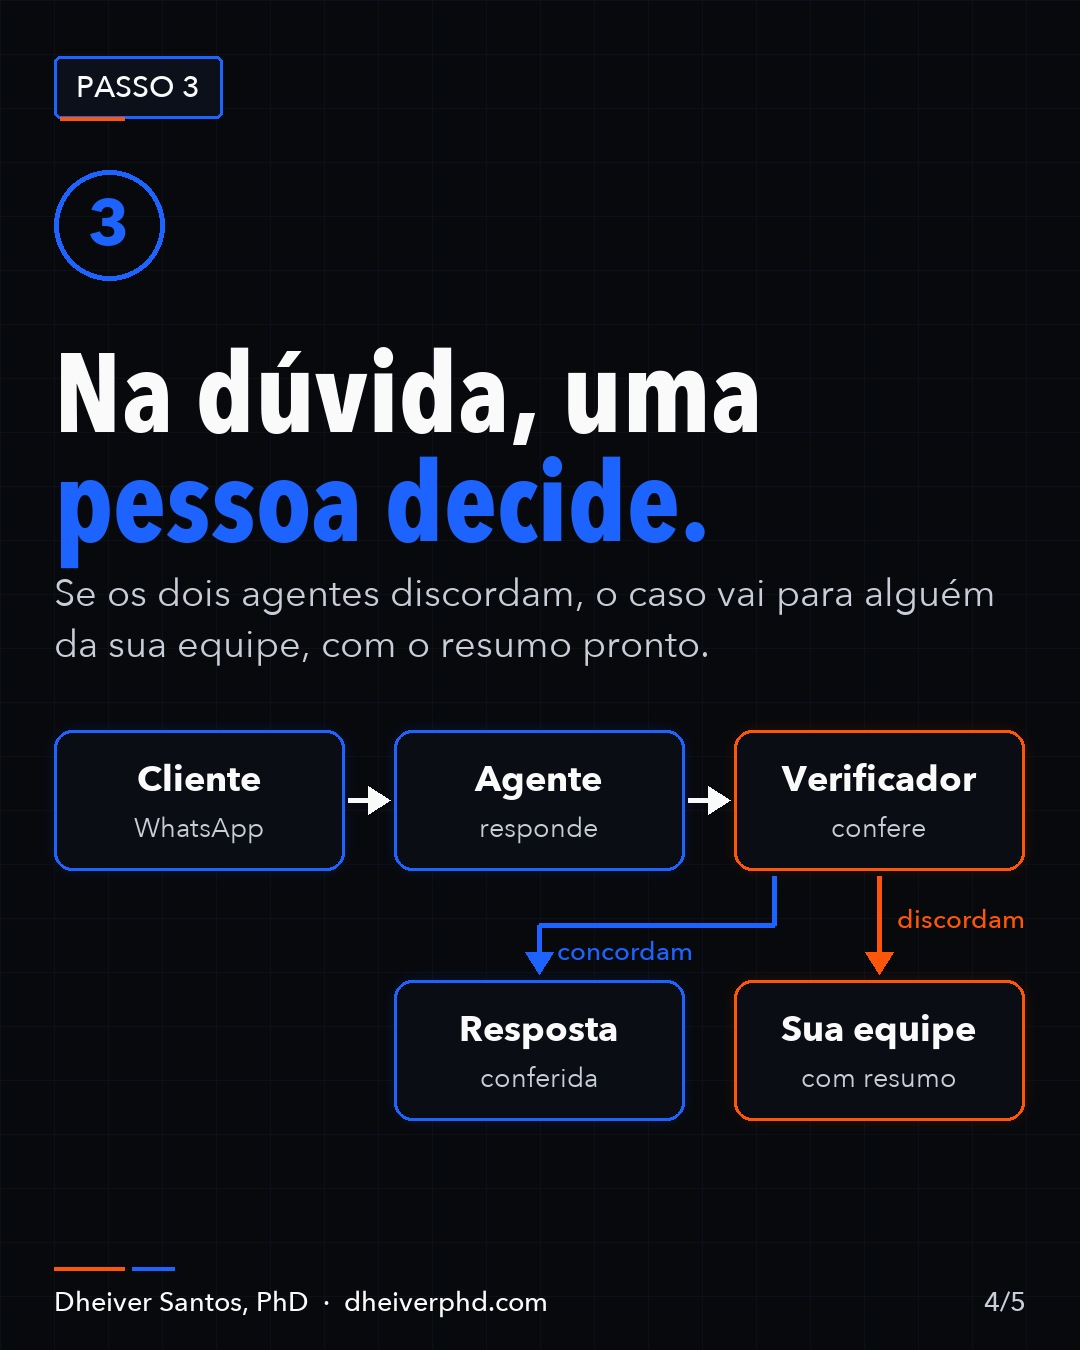 PASSO 3
3
Na dúvida, uma
pessoa decide.
Se os dois agentes discordam, o caso vai para alguém
da sua equipe, com o resumo pronto.
Cliente
WhatsApp
Agente
responde
Verificador
confere
discordam
concordam
Resposta
conferida
Sua equipe
com resumo
Dheiver Santos, PhD · dheiverphd.com
4/5